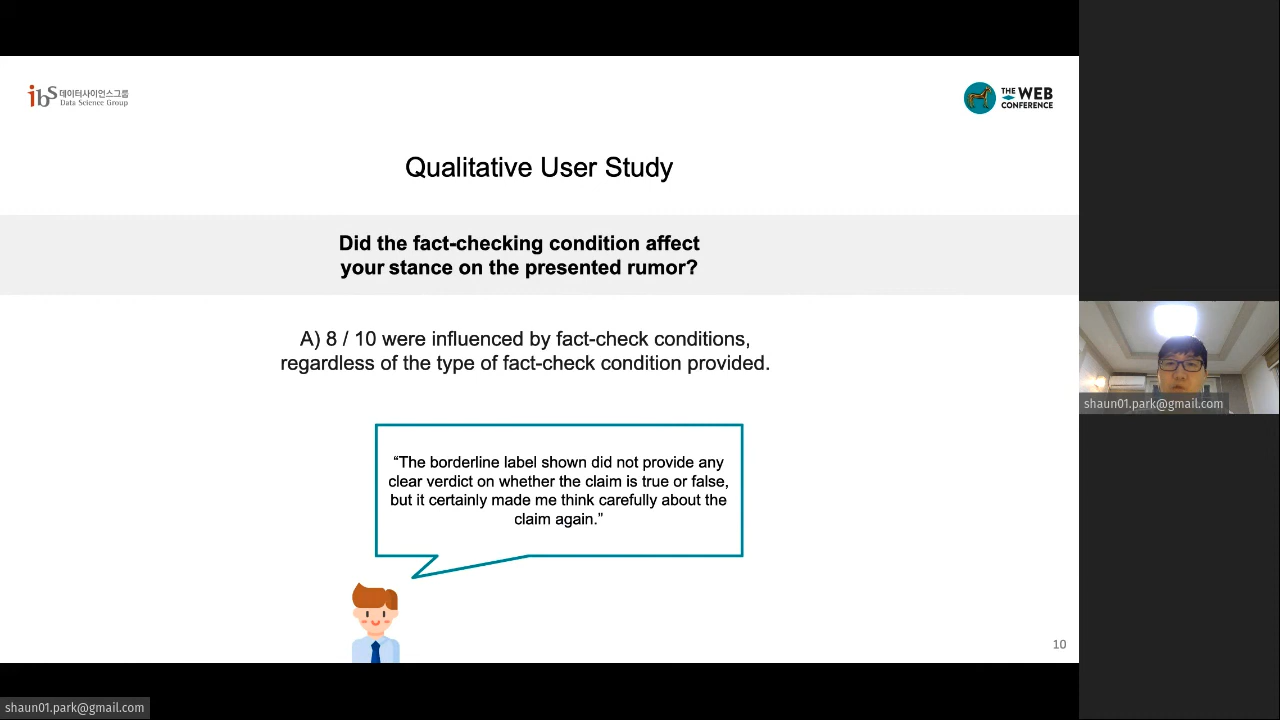 ibS 데이터사이언스그룹
Data Science Group
THE WEB
CONFERENCE
Qualitative User Study
Did the fact-checking condition affect
your stance on the presented rumor?
A) 8 / 10 were influenced by fact-check conditions,
regardless of the type of fact-check condition provided.
“The borderline label shown did not provide any
clear verdict on whether the claim is true or false,
but it certainly made me think carefully about the
claim again.”
10
shaun01.park@gmail.com
shaun01.park@gmail.com